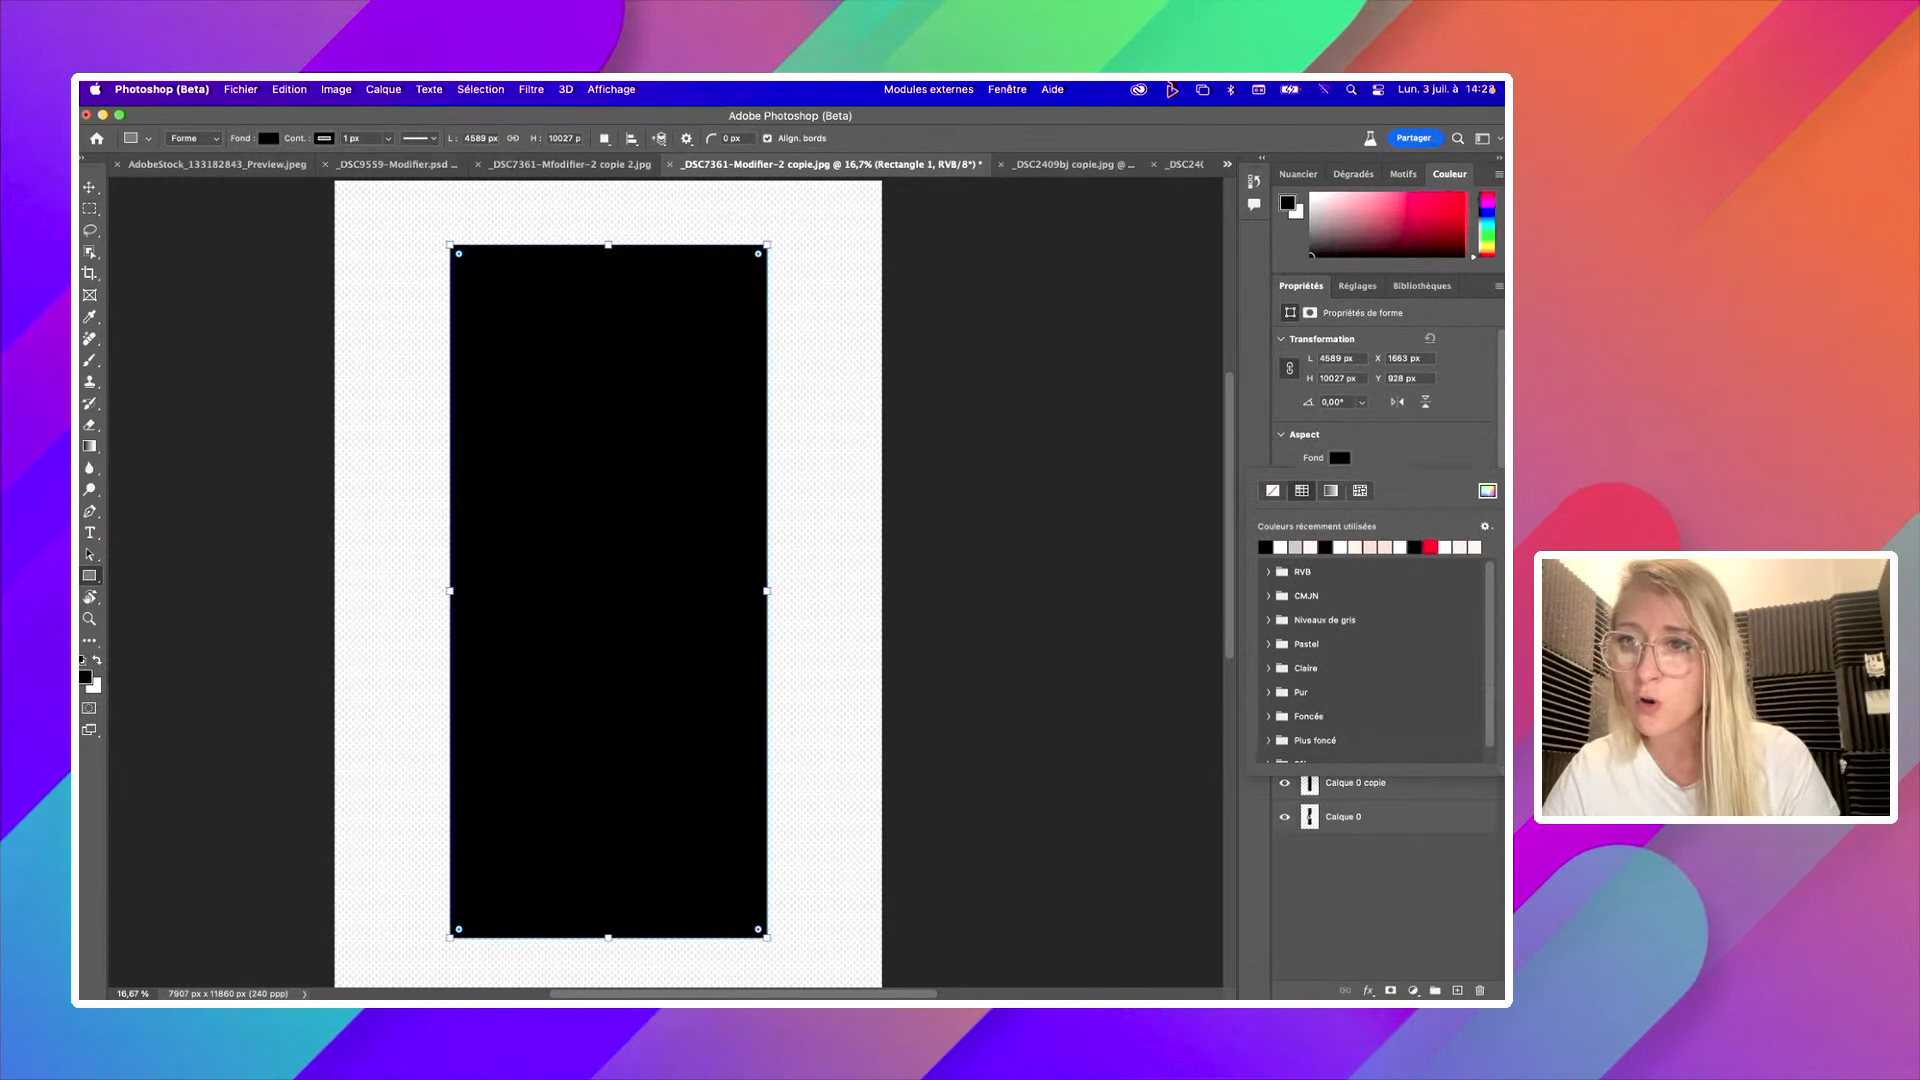 Photoshop (Beta) Fichier Edition Image Calque Texte Sélection Filtre 3D Affichage Modules externes Fenêtre Aide Lun. 3 juil. à
Adobe Photoshop (Beta)
Forme Fond : Cont. : 1 px L : 4589 px H : 10027 p 0 px Align. bords Partager
AdobeStock_133182843_Preview.jpeg _DSC9559-Modifier.psd ... _DSC7361-Mfodifier-2 copie 2.jpg _DSC7361-Modifier-2 copie.jpg @ 16,7% (Rectangle 1, RVB/8*) * _DSC2409bj copie.jpg @ ... _DSC24(
Nuancier Dégradés Motifs Couleur
Propriétés Réglages Bibliothèques
Propriétés de forme
Transformation
L 4589 px X 1663 px
H 10027 px Y 928 px
0,00°
Aspect
Fond
Couleurs récemment utilisées
RVB
CMJN
Niveaux de gris
Pastel
Claire
Pur
Foncée
Plus foncé
Calque 0 copie
Calque 0
fx
16,67 % 7907 px x 11860 px (240 ppp)